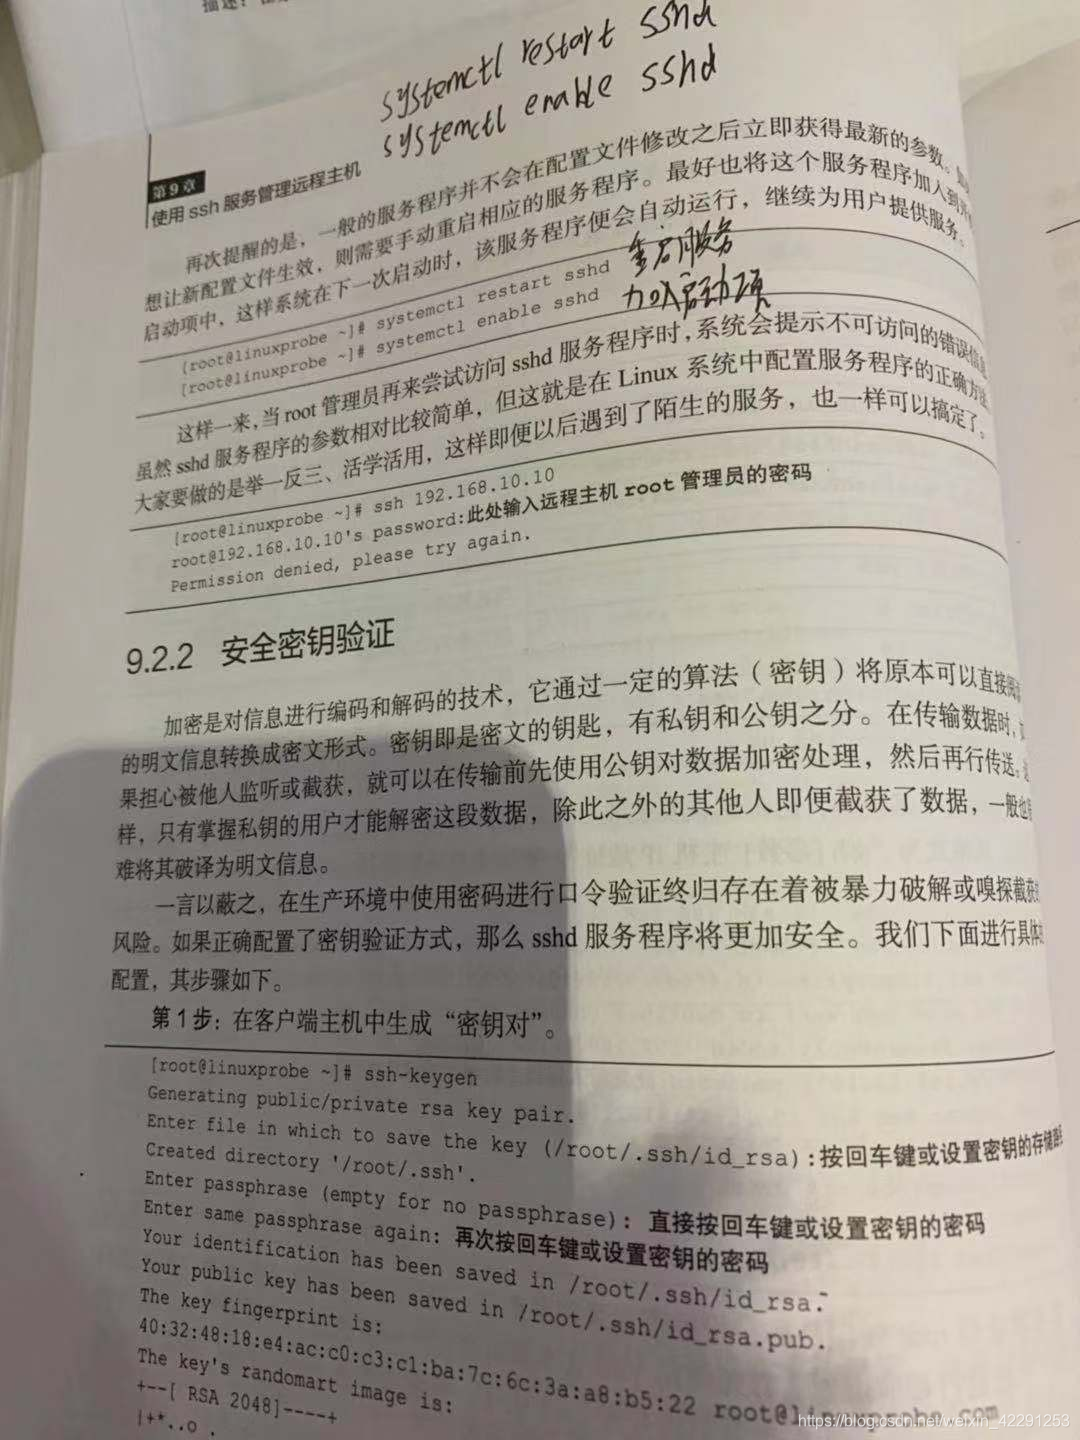 systemctl restart sshd
systemctl enable sshd
第9章
使用 ssh 服务管理远程主机
再次提醒的是，一般的服务程序并不会在配置文件修改之后立即获得最新的参数。
想让新配置文件生效，则需要手动重启相应的服务程序。最好也将这个服务程序加入到
启动项中，这样系统在下一次启动时，该服务程序便会自动运行，继续为用户提供服务。
[root@linuxprobe ~]# systemctl restart sshd 服务
[root@linuxprobe ~]# systemctl enable sshd 加入启动项
这样一来，当 root 管理员再来尝试访问 sshd 服务程序时，系统会提示不可访问的错误信息
虽然 sshd 服务程序的参数相对比较简单，但这就是在 Linux 系统中配置服务程序的正确方法
大家要做的是举一反三、活学活用，这样即便以后遇到了陌生的服务，也一样可以搞定了。
[root@linuxprobe ~]# ssh 192.168.10.10
root@192.168.10.10's password:此处输入远程主机 root 管理员的密码
Permission denied, please try again.
9.2.2 安全密钥验证
加密是对信息进行编码和解码的技术，它通过一定的算法（密钥）将原本可以直接阅
的明文信息转换成密文形式。密钥即是密文的钥匙，有私钥和公钥之分。在传输数据时，
果担心被他人监听或截获，就可以在传输前先使用公钥对数据加密处理，然后再行传送。
样，只有掌握私钥的用户才能解密这段数据，除此之外的其他人即便截获了数据，一般也
难将其破译为明文信息。
一言以蔽之，在生产环境中使用密码进行口令验证终归存在着被暴力破解或嗅探截获
风险。如果正确配置了密钥验证方式，那么 sshd 服务程序将更加安全。我们下面进行具体
配置，其步骤如下。
第1步：在客户端主机中生成“密钥对”。
[root@linuxprobe ~]# ssh-keygen
Generating public/private rsa key pair.
Enter file in which to save the key (/root/.ssh/id_rsa):按回车键或设置密钥的存储路径
Created directory '/root/.ssh'.
Enter passphrase (empty for no passphrase): 直接按回车键或设置密钥的密码
Enter same passphrase again: 再次按回车键或设置密钥的密码
Your identification has been saved in /root/.ssh/id_rsa.
Your public key has been saved in /root/.ssh/id_rsa.pub.
The key fingerprint is:
40:32:48:18:e4:ac:c0:c3:c1:ba:7c:6c:3a:a8:b5:22 root@linuxprobe.com
The key's randomart image is:
+--[ RSA 2048]----+
|+*..o .
https://blog.csdn.net/weixin_42291253